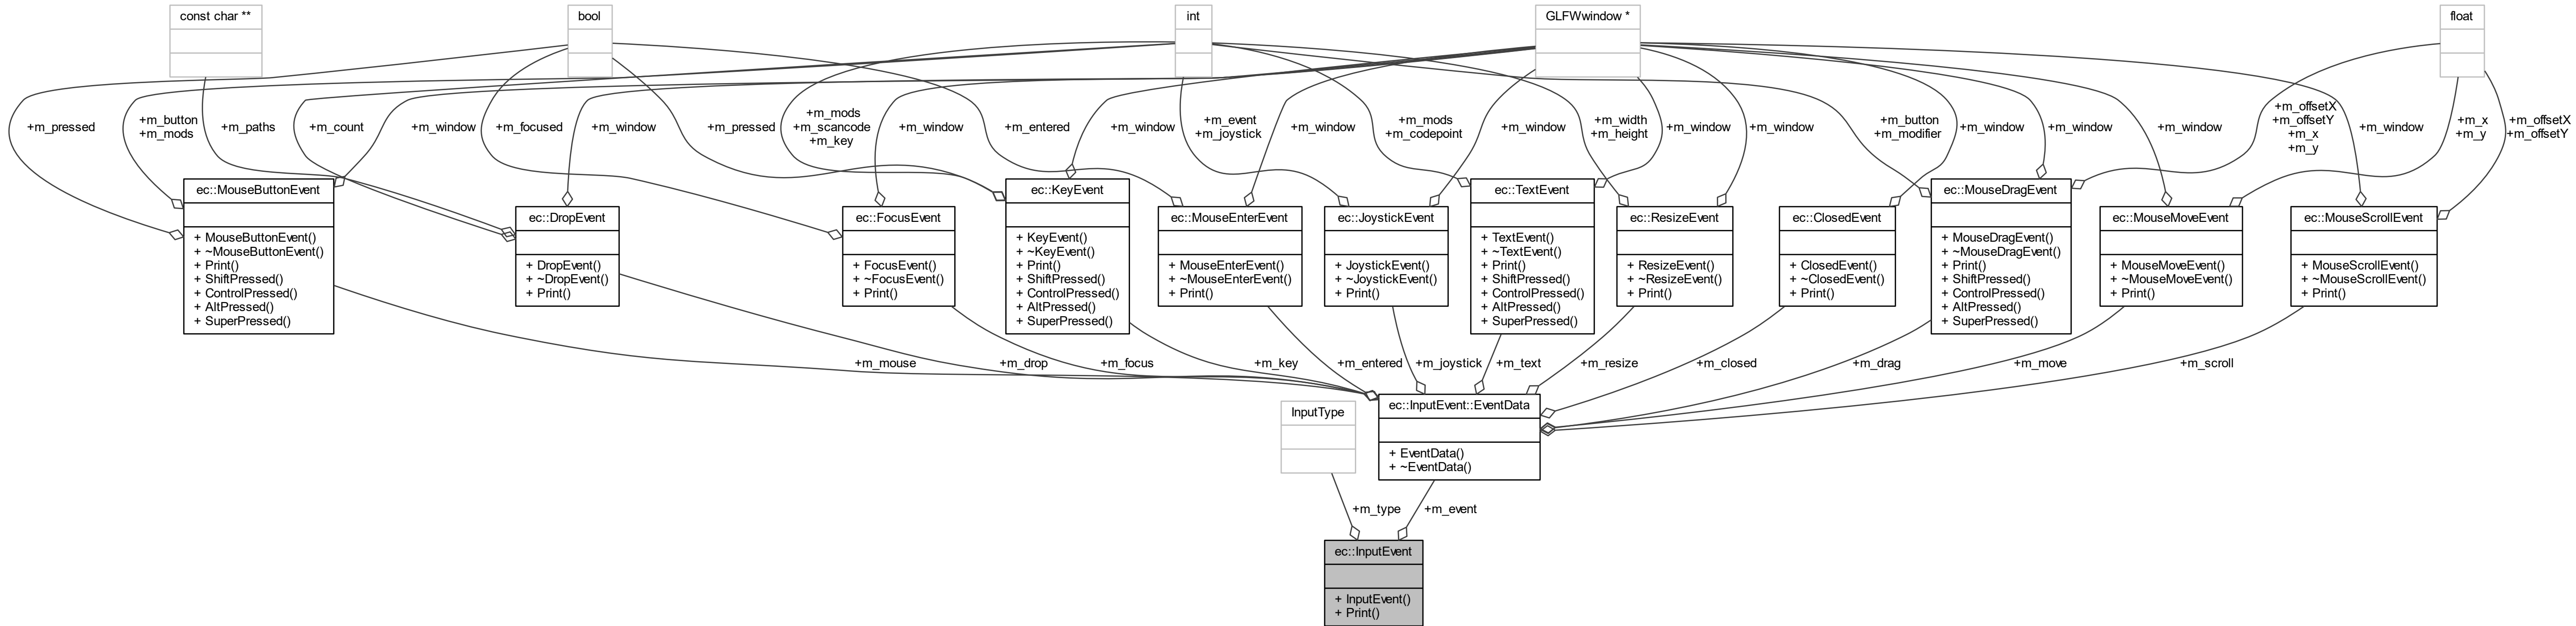 const char **
bool
int
GLFWwindow *
float
+m_pressed
+m_button
+m_mods
+m_paths
+m_count
+m_window
+m_focused
+m_window
+m_pressed
+m_mods
+m_scancode
+m_key
+m_window
+m_entered
+m_window
+m_event
+m_joystick
+m_window
+m_mods
+m_codepoint
+m_window
+m_width
+m_height
+m_window
+m_window
+m_button
+m_modifier
+m_window
+m_window
+m_window
+m_offsetX
+m_offsetY
+m_x
+m_y
+m_window
+m_x
+m_y
+m_offsetX
+m_offsetY
ec::MouseButtonEvent
+ MouseButtonEvent()
+ ~MouseButtonEvent()
+ Print()
+ ShiftPressed()
+ ControlPressed()
+ AltPressed()
+ SuperPressed()
ec::DropEvent
+ DropEvent()
+ ~DropEvent()
+ Print()
ec::FocusEvent
+ FocusEvent()
+ ~FocusEvent()
+ Print()
ec::KeyEvent
+ KeyEvent()
+ ~KeyEvent()
+ Print()
+ ShiftPressed()
+ ControlPressed()
+ AltPressed()
+ SuperPressed()
ec::MouseEnterEvent
+ MouseEnterEvent()
+ ~MouseEnterEvent()
+ Print()
ec::JoystickEvent
+ JoystickEvent()
+ ~JoystickEvent()
+ Print()
ec::TextEvent
+ TextEvent()
+ ~TextEvent()
+ Print()
+ ShiftPressed()
+ ControlPressed()
+ AltPressed()
+ SuperPressed()
ec::ResizeEvent
+ ResizeEvent()
+ ~ResizeEvent()
+ Print()
ec::ClosedEvent
+ ClosedEvent()
+ ~ClosedEvent()
+ Print()
ec::MouseDragEvent
+ MouseDragEvent()
+ ~MouseDragEvent()
+ Print()
+ ShiftPressed()
+ ControlPressed()
+ AltPressed()
+ SuperPressed()
ec::MouseMoveEvent
+ MouseMoveEvent()
+ ~MouseMoveEvent()
+ Print()
ec::MouseScrollEvent
+ MouseScrollEvent()
+ ~MouseScrollEvent()
+ Print()
+m_mouse
+m_drop
+m_focus
+m_key
+m_entered
+m_joystick
+m_text
+m_resize
+m_closed
+m_drag
+m_move
+m_scroll
InputType
ec::InputEvent::EventData
+ EventData()
+ ~EventData()
+m_type
+m_event
ec::InputEvent
+ InputEvent()
+ Print()